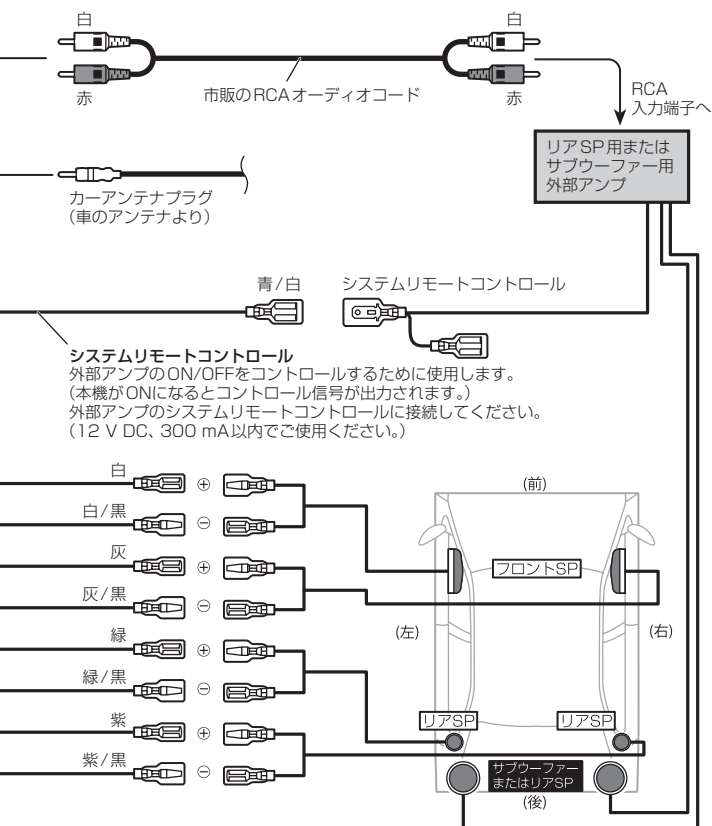 白
白
赤
市販のRCAオーディオコード
赤
RCA
入力端子へ
リアSP用または
サブウーファー用
外部アンプ
カーアンテナプラグ
(車のアンテナより)
青/白
システムリモートコントロール
システムリモートコントロール
外部アンプのON/OFFをコントロールするために使用します。
(本機がONになるとコントロール信号が出力されます。)
外部アンプのシステムリモートコントロールに接続してください。
(12 V DC、300 mA以内でご使用ください。)
白
⊕
白/黒
⊖
灰
⊕
灰/黒
⊖
緑
⊕
緑/黒
⊖
紫
⊕
紫/黒
⊖
(前)
フロントSP
(左)
(右)
リアSP
リアSP
サブウーファー
またはリアSP
(後)